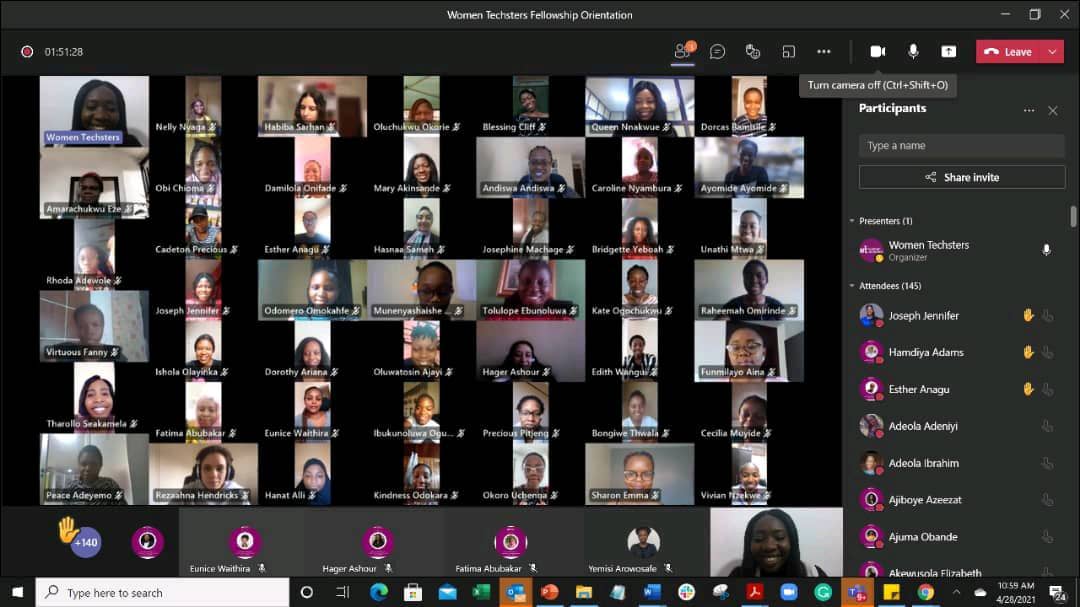 Women Techsters Fellowship Orientation
01:51:28
3
Leave
Turn camera off (Ctrl+Shift+O)
Women Techsters
Nelly Nyaga
Habiba Sarhan
Oluchukwu Okorie
Blessing Cliff
Queen Nnakwue
Dorcas Bamisile
Amarachukwu Eze
Obi Chioma
Damilola Onifade
Mary Akinsande
Andiswa Andiswa
Caroline Nyambura
Ayomide Ayomide
Rhoda Adewole
Cadeton Precious
Esther Anagu
Hasnaa Sameh
Josephine Machage
Bridgette Yeboah
Unathi Mtwa
Virtuous Fanny
Joseph Jennifer
Odomero Omokahfe
Munenyashaishe ...
Tolulope Ebunoluwa
Kate Ogochukwu
Raheemah Omirinde
Ishola Olayinka
Dorothy Ariana
Oluwatosin Ajayi
Hager Ashour
Edith Wangui
Funmilayo Aina
Tharollo Seakamela
Fatima Abubakar
Eunice Waithira
Ibukunoluwa Ogu...
Precious Pitjeng
Bongiwe Thwala
Cecilia Moyide
Peace Adeyemo
Rezaahna Hendricks
Hanat Alli
Kindness Odokara
Okoro Uchenna
Sharon Emma
Vivian Nzekwe
+140
Eunice Waithira
Hager Ashour
Fatima Abubakar
Yemisi Arowosafe
Participants
Type a name
Share invite
Presenters (1)
Women Techsters
Organizer
Attendees (145)
Joseph Jennifer
Hamdiya Adams
Esther Anagu
Adeola Adeniyi
Adeola Ibrahim
Ajiboye Azeezat
Ajuma Obande
Akewusola Elizabeth
Type here to search
10:59 AM
4/28/2021
24